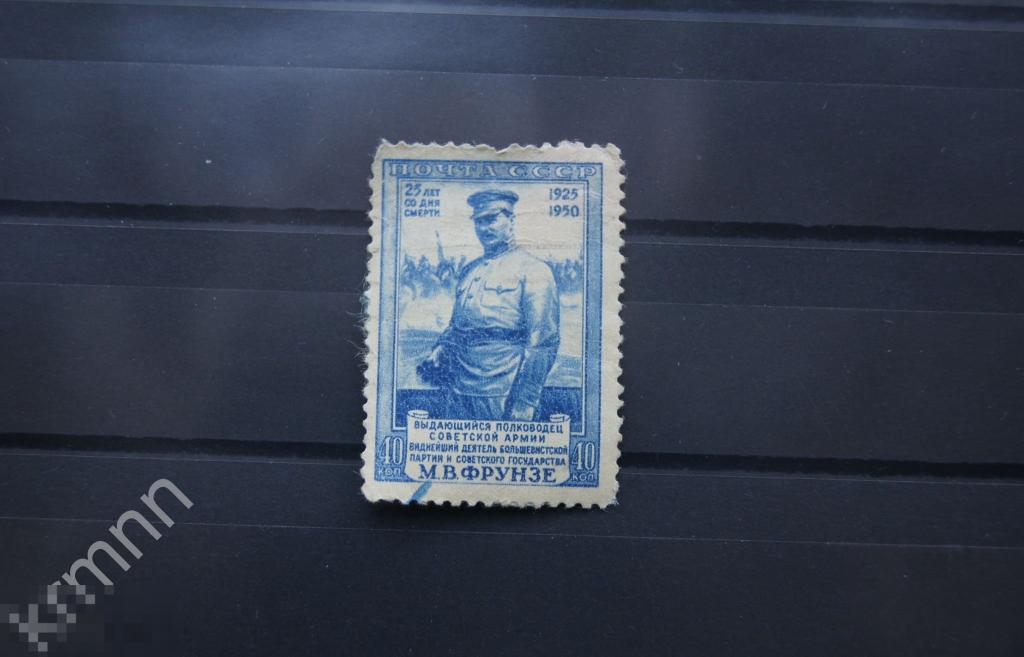 ПОЧТА СССР
25 ЛЕТ
СО ДНЯ
СМЕРТИ
1925
1950
ВЫДАЮЩИЙСЯ ПОЛКОВОДЕЦ
СОВЕТСКОЙ АРМИИ
ВИДНЕЙШИЙ ДЕЯТЕЛЬ БОЛЬШЕВИСТСКОЙ
ПАРТИИ И СОВЕТСКОГО ГОСУДАРСТВА
М.В.ФРУНЗЕ
40
КОП.
40
КОП.
ksmnn